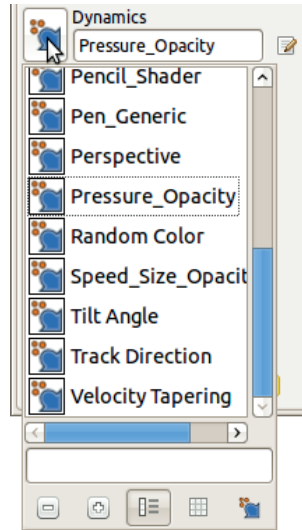 Dynamics
Pressure_Opacity
Pencil_Shader
Pen_Generic
Perspective
Pressure_Opacity
Random Color
Speed_Size_Opacit
Tilt Angle
Track Direction
Velocity Tapering